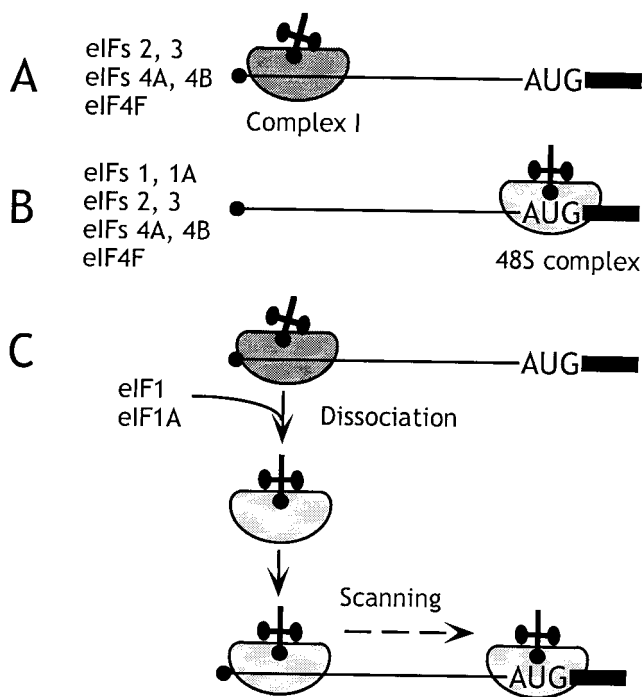 A
eIFs 2, 3
eIFs 4A, 4B
eIF4F
AUG
Complex I
B
eIFs 1, 1A
eIFs 2, 3
eIFs 4A, 4B
eIF4F
AUG
48S complex
C
AUG
eIF1
eIF1A
Dissociation
Scanning
AUG